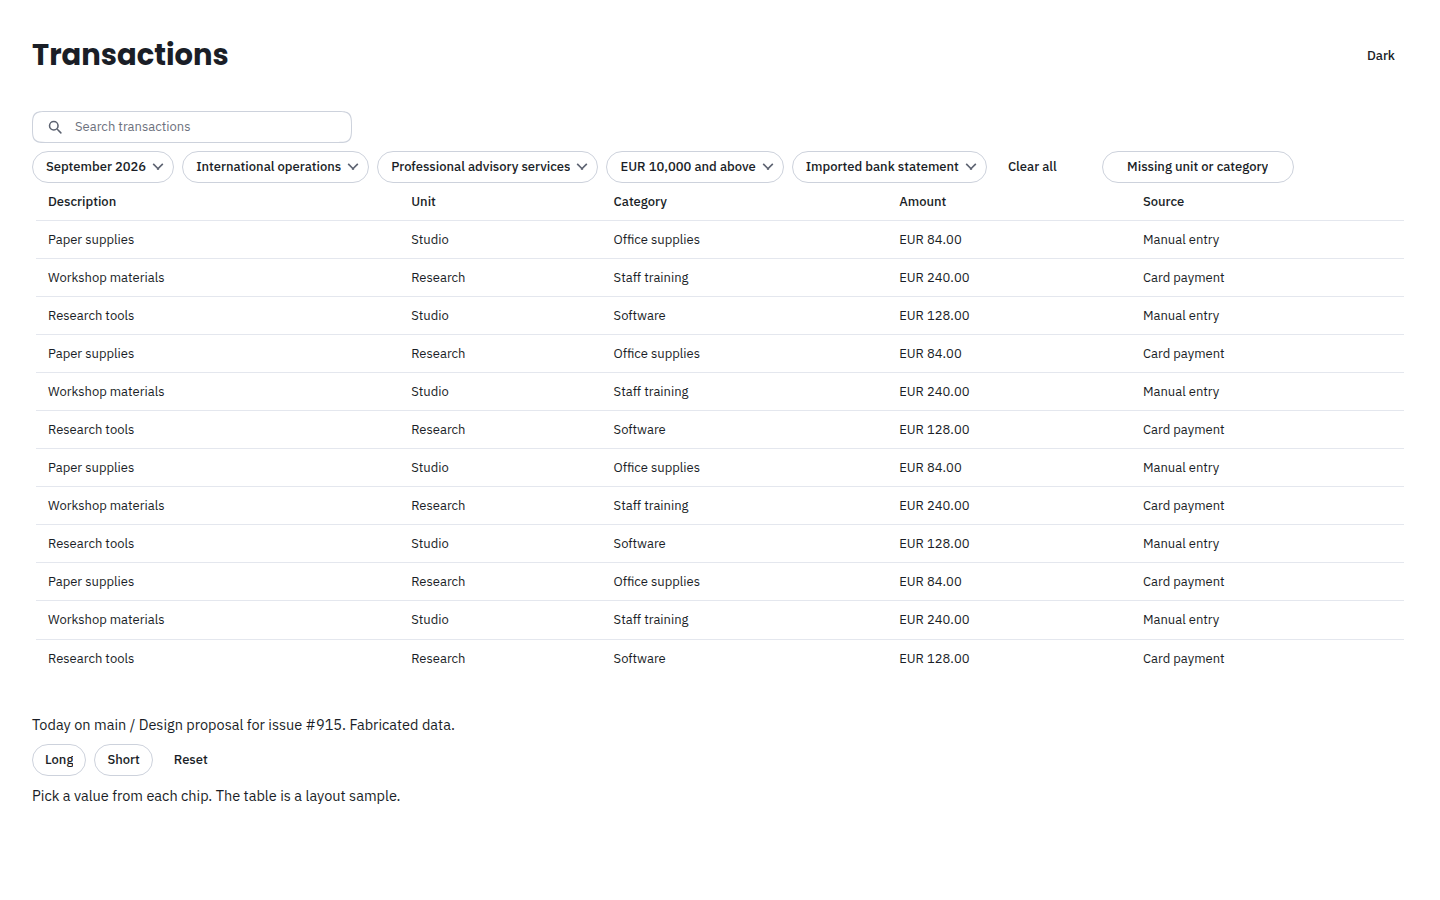 Transactions
Dark
Search transactions
September 2026 International operations Professional advisory services EUR 10,000 and above Imported bank statement Clear all Missing unit or category
Description Unit Category Amount Source
Paper supplies Studio Office supplies EUR 84.00 Manual entry
Workshop materials Research Staff training EUR 240.00 Card payment
Research tools Studio Software EUR 128.00 Manual entry
Paper supplies Research Office supplies EUR 84.00 Card payment
Workshop materials Studio Staff training EUR 240.00 Manual entry
Research tools Research Software EUR 128.00 Card payment
Paper supplies Studio Office supplies EUR 84.00 Manual entry
Workshop materials Research Staff training EUR 240.00 Card payment
Research tools Studio Software EUR 128.00 Manual entry
Paper supplies Research Office supplies EUR 84.00 Card payment
Workshop materials Studio Staff training EUR 240.00 Manual entry
Research tools Research Software EUR 128.00 Card payment
Today on main / Design proposal for issue #915. Fabricated data.
Long Short Reset
Pick a value from each chip. The table is a layout sample.